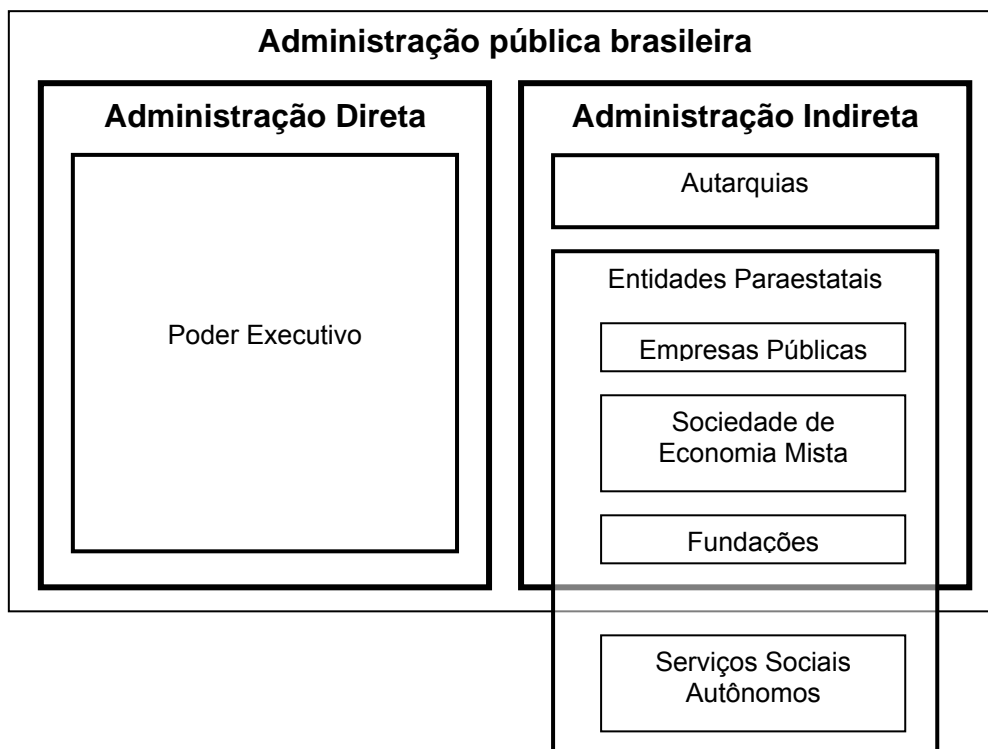 Administração pública brasileira
Administração Direta
Poder Executivo
Administração Indireta
Autarquias
Entidades Paraestatais
Empresas Públicas
Sociedade de
Economia Mista
Fundações
Serviços Sociais
Autônomos